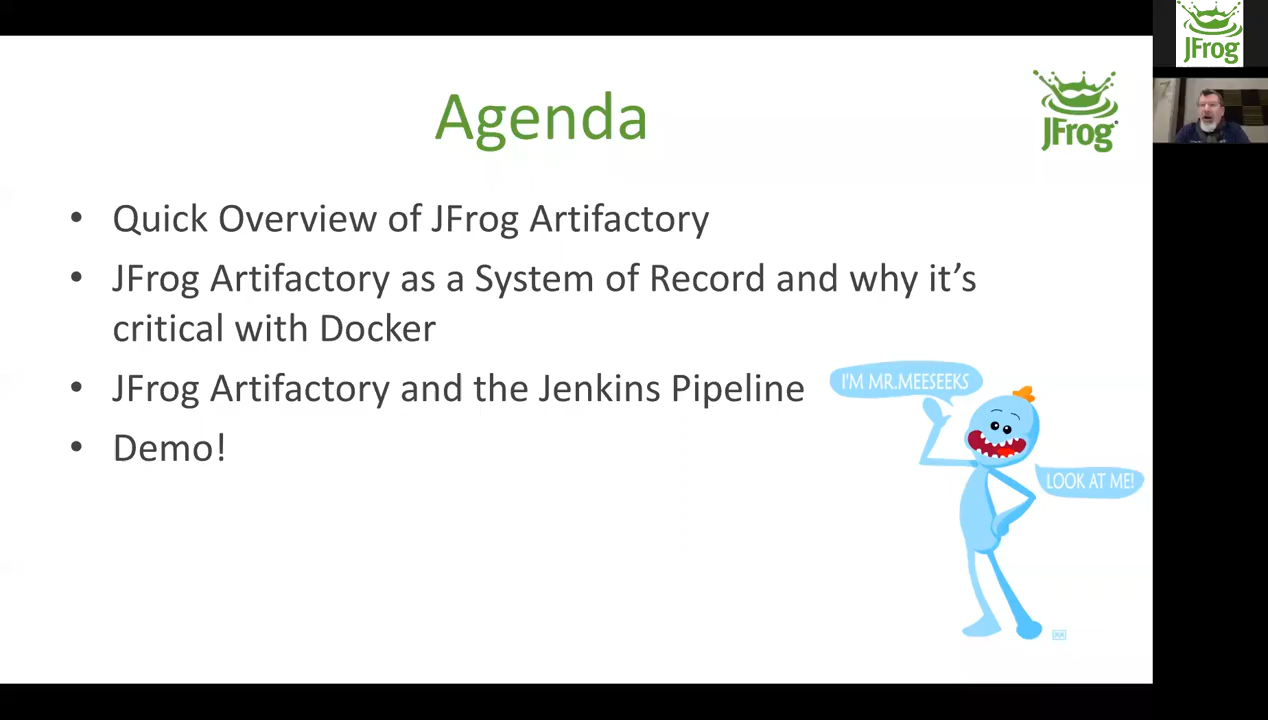 Agenda
JFrog
JFrog
• Quick Overview of JFrog Artifactory
• JFrog Artifactory as a System of Record and why it’s
critical with Docker
• JFrog Artifactory and the Jenkins Pipeline
• Demo!
I'M MR.MEESEEKS
LOOK AT ME!